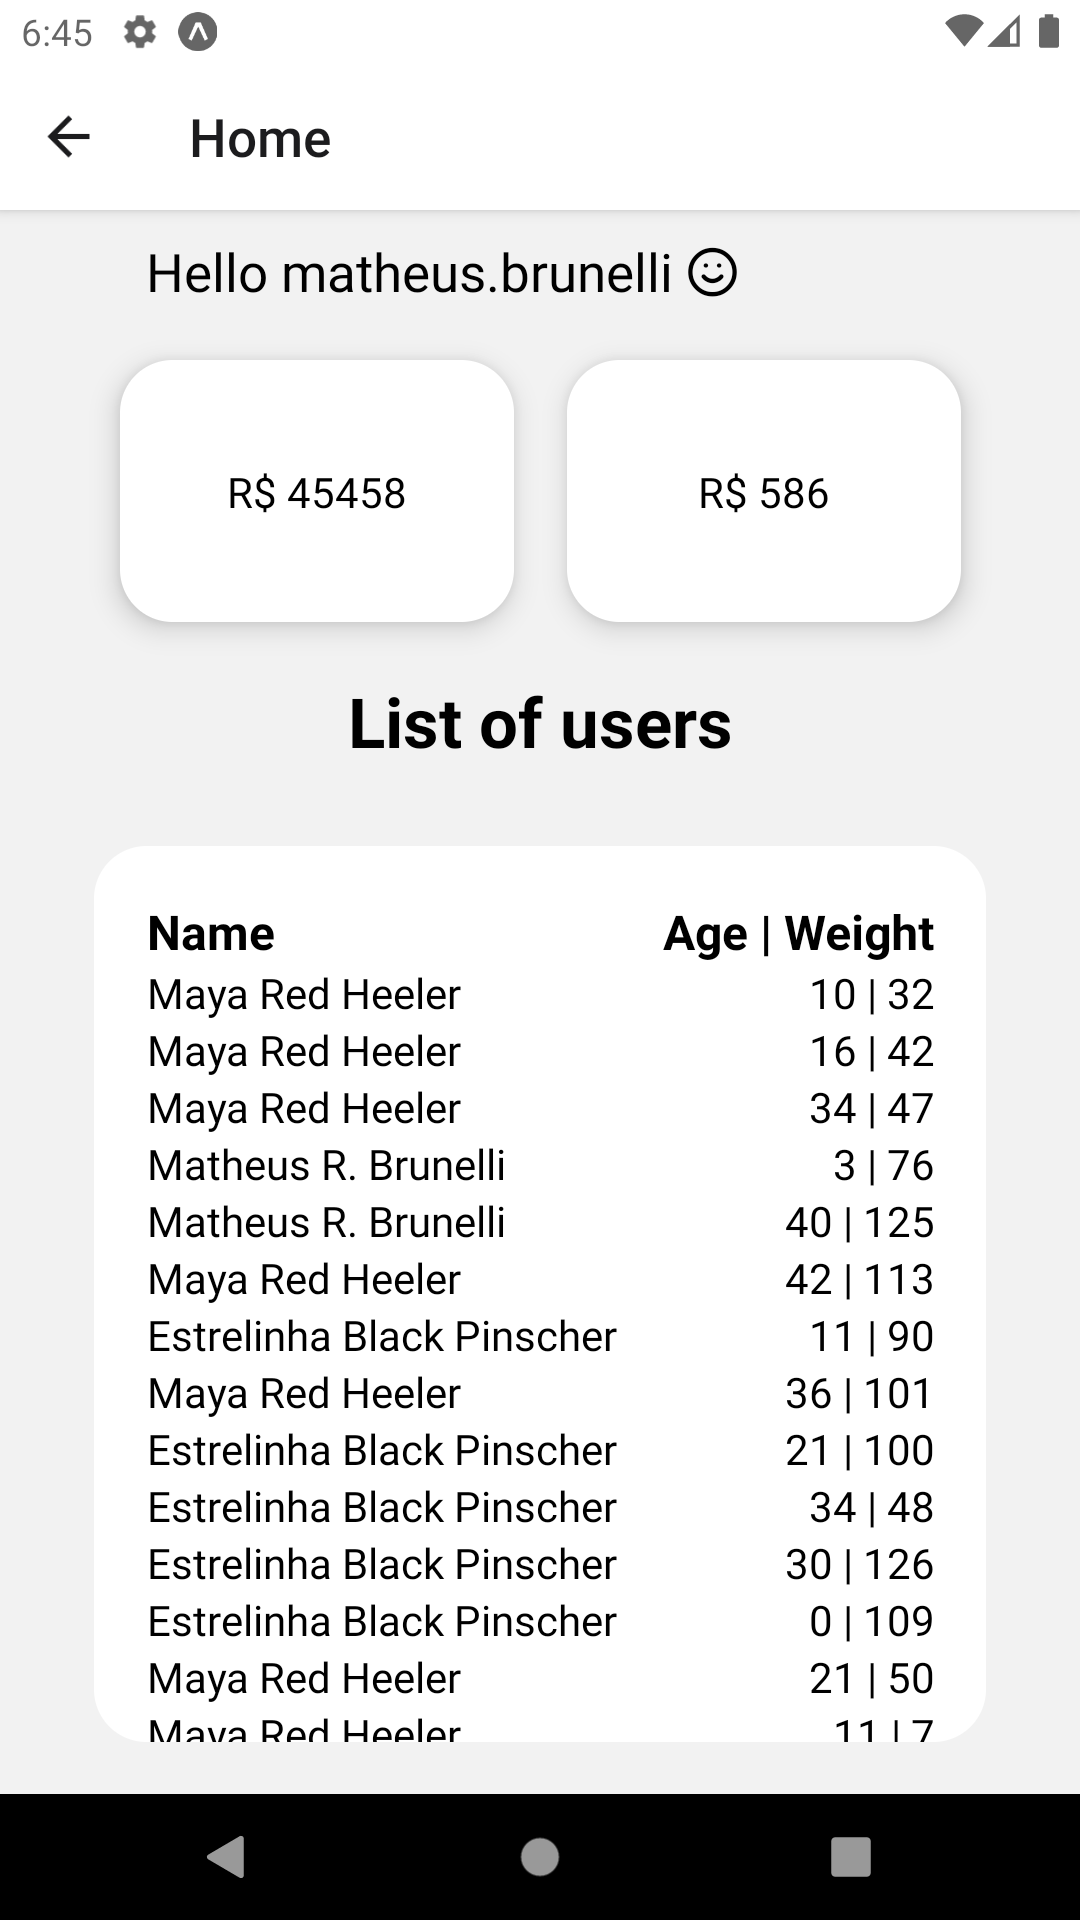 6:45
Home
Hello matheus.brunelli
R$ 45458 R$ 586
List of users
Name Age | Weight
Maya Red Heeler 10 | 32
Maya Red Heeler 16 | 42
Maya Red Heeler 34 | 47
Matheus R. Brunelli 3 | 76
Matheus R. Brunelli 40 | 125
Maya Red Heeler 42 | 113
Estrelinha Black Pinscher 11 | 90
Maya Red Heeler 36 | 101
Estrelinha Black Pinscher 21 | 100
Estrelinha Black Pinscher 34 | 48
Estrelinha Black Pinscher 30 | 126
Estrelinha Black Pinscher 0 | 109
Maya Red Heeler 21 | 50
Maya Red Heeler 11 | 7